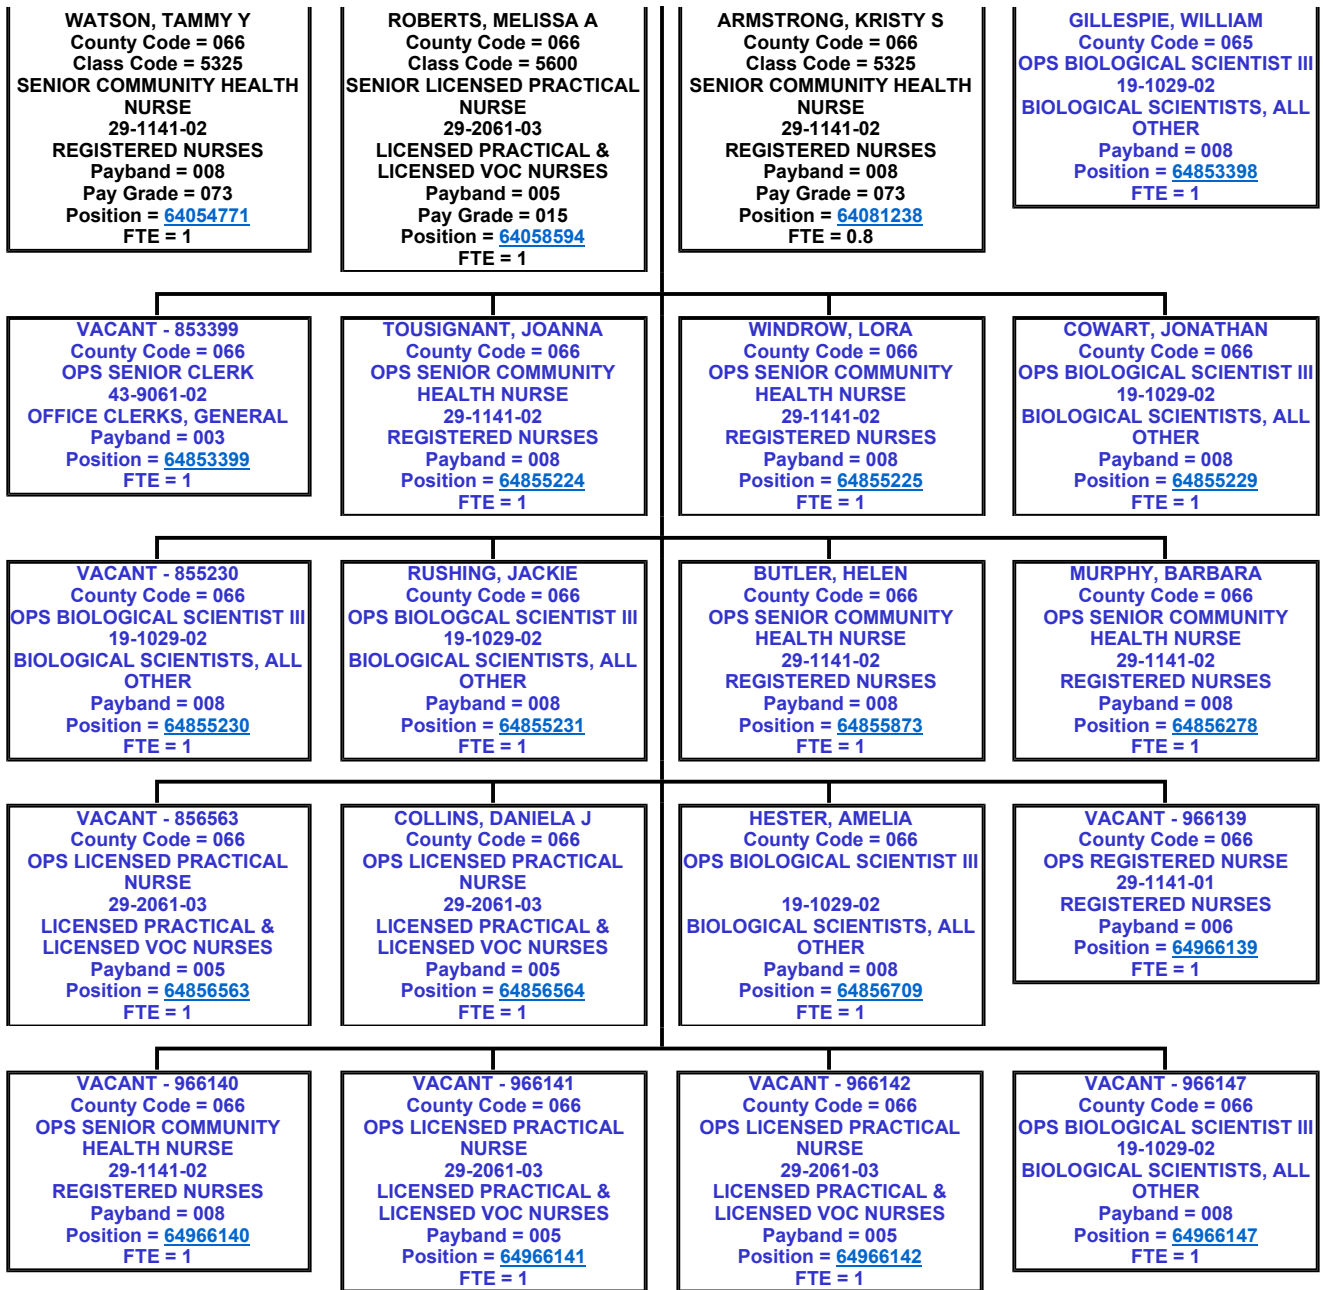 WATSON, TAMMY Y
County Code = 066
Class Code = 5325
SENIOR COMMUNITY HEALTH
NURSE
29-1141-02
REGISTERED NURSES
Payband = 008
Pay Grade = 073
Position = 64054771
FTE = 1
ROBERTS, MELISSA A
County Code = 066
Class Code = 5600
SENIOR LICENSED PRACTICAL
NURSE
29-2061-03
LICENSED PRACTICAL &
LICENSED VOC NURSES
Payband = 005
Pay Grade = 015
Position = 64058594
FTE = 1
ARMSTRONG, KRISTY S
County Code = 066
Class Code = 5325
SENIOR COMMUNITY HEALTH
NURSE
29-1141-02
REGISTERED NURSES
Payband = 008
Pay Grade = 073
Position = 64081238
FTE = 0.8
GILLESPIE, WILLIAM
County Code = 065
OPS BIOLOGICAL SCIENTIST III
19-1029-02
BIOLOGICAL SCIENTISTS, ALL
OTHER
Payband = 008
Position = 64853398
FTE = 1
VACANT - 853399
County Code = 066
OPS SENIOR CLERK
43-9061-02
OFFICE CLERKS, GENERAL
Payband = 003
Position = 64853399
FTE = 1
TOUSIGNANT, JOANNA
County Code = 066
OPS SENIOR COMMUNITY
HEALTH NURSE
29-1141-02
REGISTERED NURSES
Payband = 008
Position = 64855224
FTE = 1
WINDROW, LORA
County Code = 066
OPS SENIOR COMMUNITY
HEALTH NURSE
29-1141-02
REGISTERED NURSES
Payband = 008
Position = 64855225
FTE = 1
COWART, JONATHAN
County Code = 066
OPS BIOLOGICAL SCIENTIST III
19-1029-02
BIOLOGICAL SCIENTISTS, ALL
OTHER
Payband = 008
Position = 64855229
FTE = 1
VACANT - 855230
County Code = 066
OPS BIOLOGICAL SCIENTIST III
19-1029-02
BIOLOGICAL SCIENTISTS, ALL
OTHER
Payband = 008
Position = 64855230
FTE = 1
RUSHING, JACKIE
County Code = 066
OPS BIOLOGCAL SCIENTIST III
19-1029-02
BIOLOGICAL SCIENTISTS, ALL
OTHER
Payband = 008
Position = 64855231
FTE = 1
BUTLER, HELEN
County Code = 066
OPS SENIOR COMMUNITY
HEALTH NURSE
29-1141-02
REGISTERED NURSES
Payband = 008
Position = 64855873
FTE = 1
MURPHY, BARBARA
County Code = 066
OPS SENIOR COMMUNITY
HEALTH NURSE
29-1141-02
REGISTERED NURSES
Payband = 008
Position = 64856278
FTE = 1
VACANT - 856563
County Code = 066
OPS LICENSED PRACTICAL
NURSE
29-2061-03
LICENSED PRACTICAL &
LICENSED VOC NURSES
Payband = 005
Position = 64856563
FTE = 1
COLLINS, DANIELA J
County Code = 066
OPS LICENSED PRACTICAL
NURSE
29-2061-03
LICENSED PRACTICAL &
LICENSED VOC NURSES
Payband = 005
Position = 64856564
FTE = 1
HESTER, AMELIA
County Code = 066
OPS BIOLOGICAL SCIENTIST III
19-1029-02
BIOLOGICAL SCIENTISTS, ALL
OTHER
Payband = 008
Position = 64856709
FTE = 1
VACANT - 966139
County Code = 066
OPS REGISTERED NURSE
29-1141-01
REGISTERED NURSES
Payband = 006
Position = 64966139
FTE = 1
VACANT - 966140
County Code = 066
OPS SENIOR COMMUNITY
HEALTH NURSE
29-1141-02
REGISTERED NURSES
Payband = 008
Position = 64966140
FTE = 1
VACANT - 966141
County Code = 066
OPS LICENSED PRACTICAL
NURSE
29-2061-03
LICENSED PRACTICAL &
LICENSED VOC NURSES
Payband = 005
Position = 64966141
FTE = 1
VACANT - 966142
County Code = 066
OPS LICENSED PRACTICAL
NURSE
29-2061-03
LICENSED PRACTICAL &
LICENSED VOC NURSES
Payband = 005
Position = 64966142
FTE = 1
VACANT - 966147
County Code = 066
OPS BIOLOGICAL SCIENTIST III
19-1029-02
BIOLOGICAL SCIENTISTS, ALL
OTHER
Payband = 008
Position = 64966147
FTE = 1